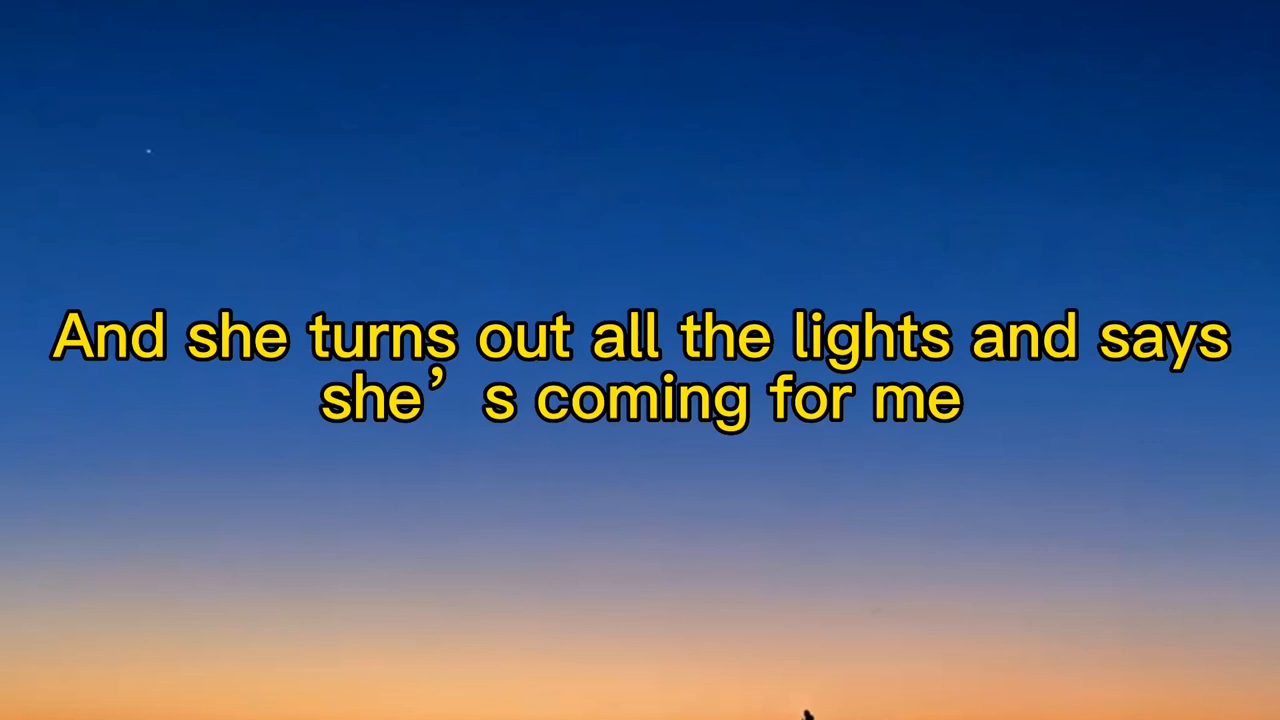 And she turns out all the lights and says
she’ s coming for me